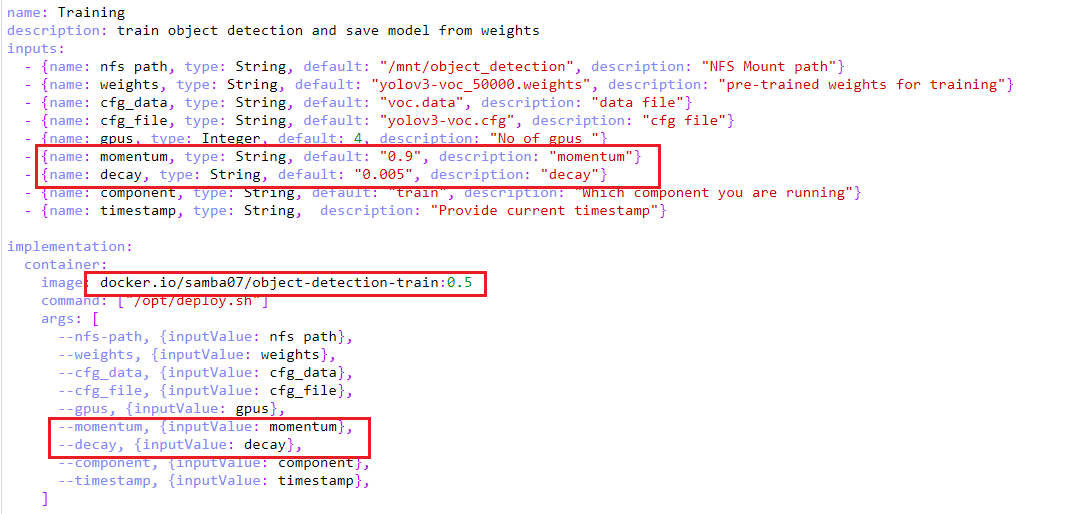 name: Training
description: train object detection and save model from weights
inputs:
  - {name: nfs path, type: String, default: "/mnt/object_detection", description: "NFS Mount path"}
  - {name: weights, type: String, default: "yolov3-voc_50000.weights", description: "pre-trained weights for training"}
  - {name: cfg_data, type: String, default: "voc.data", description: "data file"}
  - {name: cfg_file, type: String, default: "yolov3-voc.cfg", description: "cfg file"}
  - {name: gpus, type: Integer, default: 4, description: "No of gpus "}
  - {name: momentum, type: String, default: "0.9", description: "momentum"}
  - {name: decay, type: String, default: "0.005", description: "decay"}
  - {name: component, type: String, default: "train", description: "Which component you are running"}
  - {name: timestamp, type: String,  description: "Provide current timestamp"}
implementation:
  container:
    image: docker.io/samba07/object-detection-train:0.5
    command: ["/opt/deploy.sh"]
    args: [
      --nfs-path, {inputValue: nfs path},
      --weights, {inputValue: weights},
      --cfg_data, {inputValue: cfg_data},
      --cfg_file, {inputValue: cfg_file},
      --gpus, {inputValue: gpus},
      --momentum, {inputValue: momentum},
      --decay, {inputValue: decay},
      --component, {inputValue: component},
      --timestamp, {inputValue: timestamp},
    ]